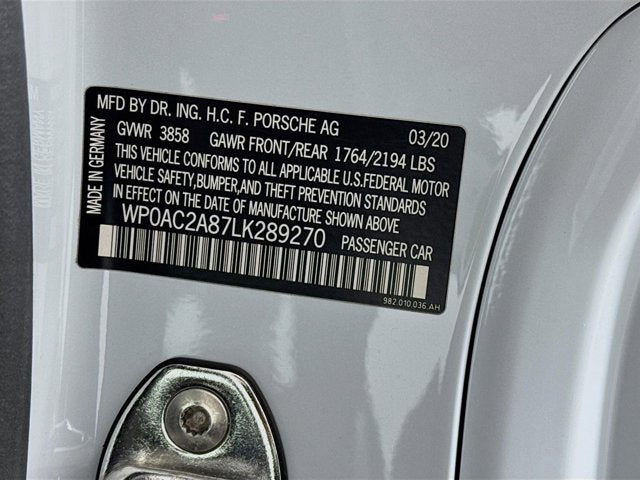 MFD BY DR. ING. H.C. F. PORSCHE AG 03/20
GVWR 3858 GAWR FRONT/REAR 1764/2194 LBS
THIS VEHICLE CONFORMS TO ALL APPLICABLE U.S.FEDERAL MOTOR
VEHICLE SAFETY,BUMPER,AND THEFT PREVENTION STANDARDS
IN EFFECT ON THE DATE OF MANUFACTURE SHOWN ABOVE
WP0AC2A87LK289270 PASSENGER CAR
982.010.036.AH
MADE IN GERMANY